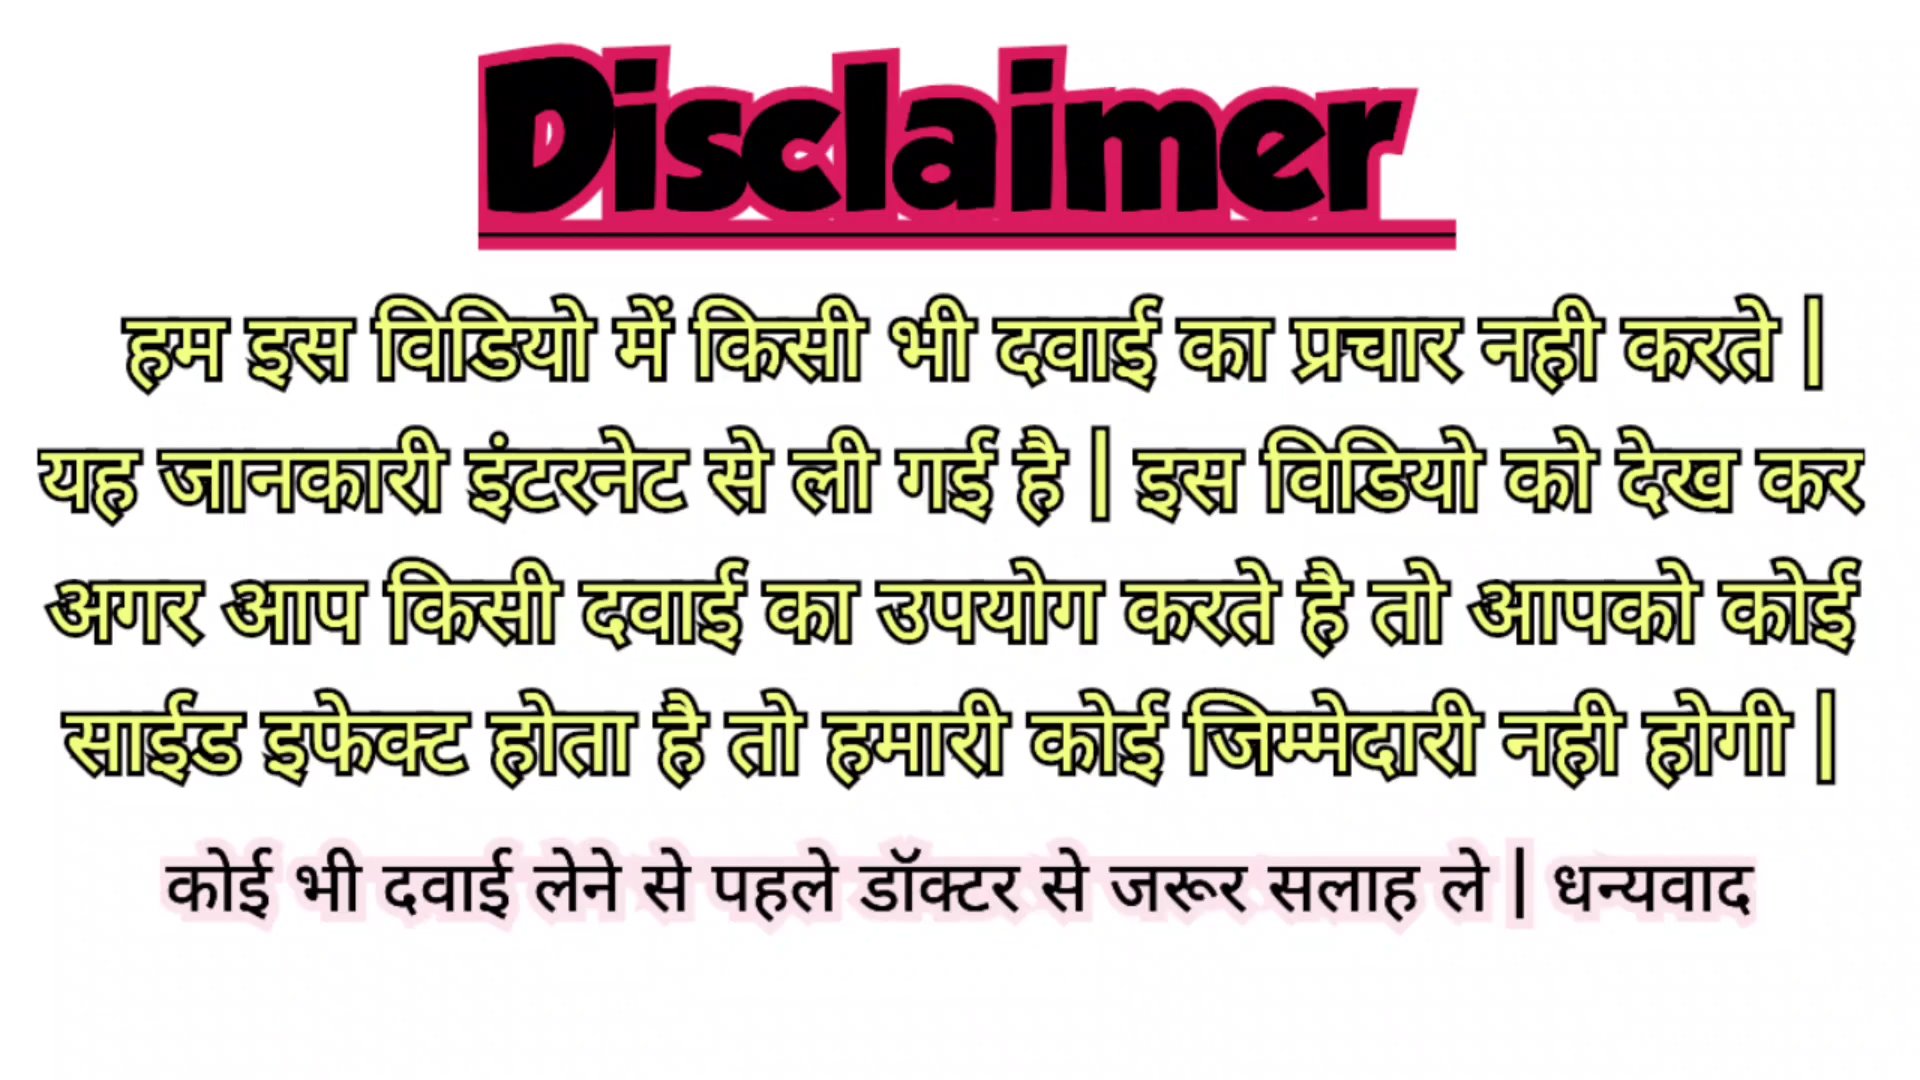 Disclaimer
हम इस विडियो में किसी भी दवाई का प्रचार नही करते |
यह जानकारी इंटरनेट से ली गई है | इस विडियो को देख कर
अगर आप किसी दवाई का उपयोग करते है तो आपको कोई
साईड इफेक्ट होता है तो हमारी कोई जिम्मेदारी नही होगी |
कोई भी दवाई लेने से पहले डॉक्टर से जरूर सलाह ले | धन्यवाद